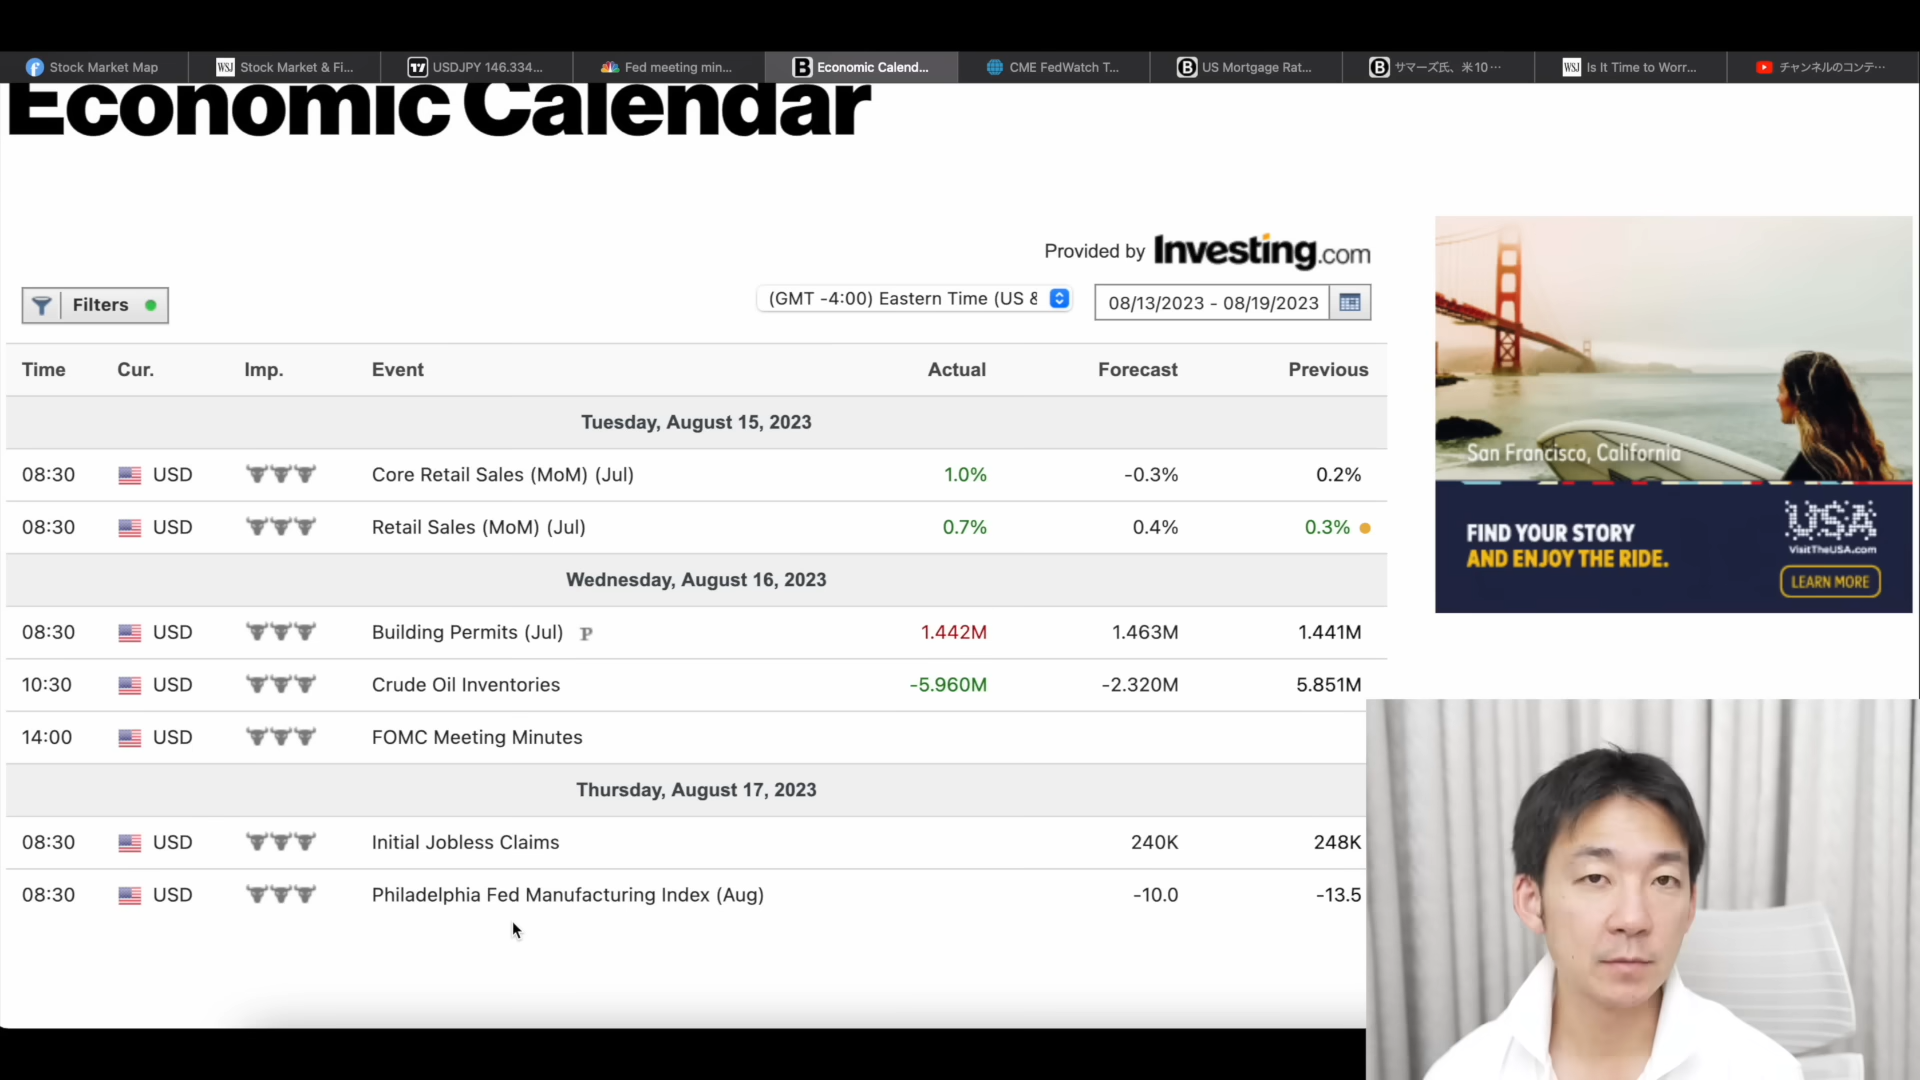 Stock Market Map
WSJ Stock Market & Fi...
USDJPY 146.334...
Fed meeting min...
B Economic Calend...
CME FedWatch T...
B US Mortgage Rat...
B サマーズ氏、米10…
WSJ Is It Time to Worr...
チャンネルのコンテ…
Economic Calendar
Provided by Investing.com
Filters
(GMT -4:00) Eastern Time (US &
08/13/2023 - 08/19/2023
Time Cur. Imp. Event Actual Forecast Previous
Tuesday, August 15, 2023
08:30 USD Core Retail Sales (MoM) (Jul) 1.0% -0.3% 0.2%
08:30 USD Retail Sales (MoM) (Jul) 0.7% 0.4% 0.3%
Wednesday, August 16, 2023
08:30 USD Building Permits (Jul) P 1.442M 1.463M 1.441M
10:30 USD Crude Oil Inventories -5.960M -2.320M 5.851M
14:00 USD FOMC Meeting Minutes
Thursday, August 17, 2023
08:30 USD Initial Jobless Claims 240K 248K
08:30 USD Philadelphia Fed Manufacturing Index (Aug) -10.0 -13.5
San Francisco, California
FIND YOUR STORY
AND ENJOY THE RIDE.
USA
VisitTheUSA.com
LEARN MORE